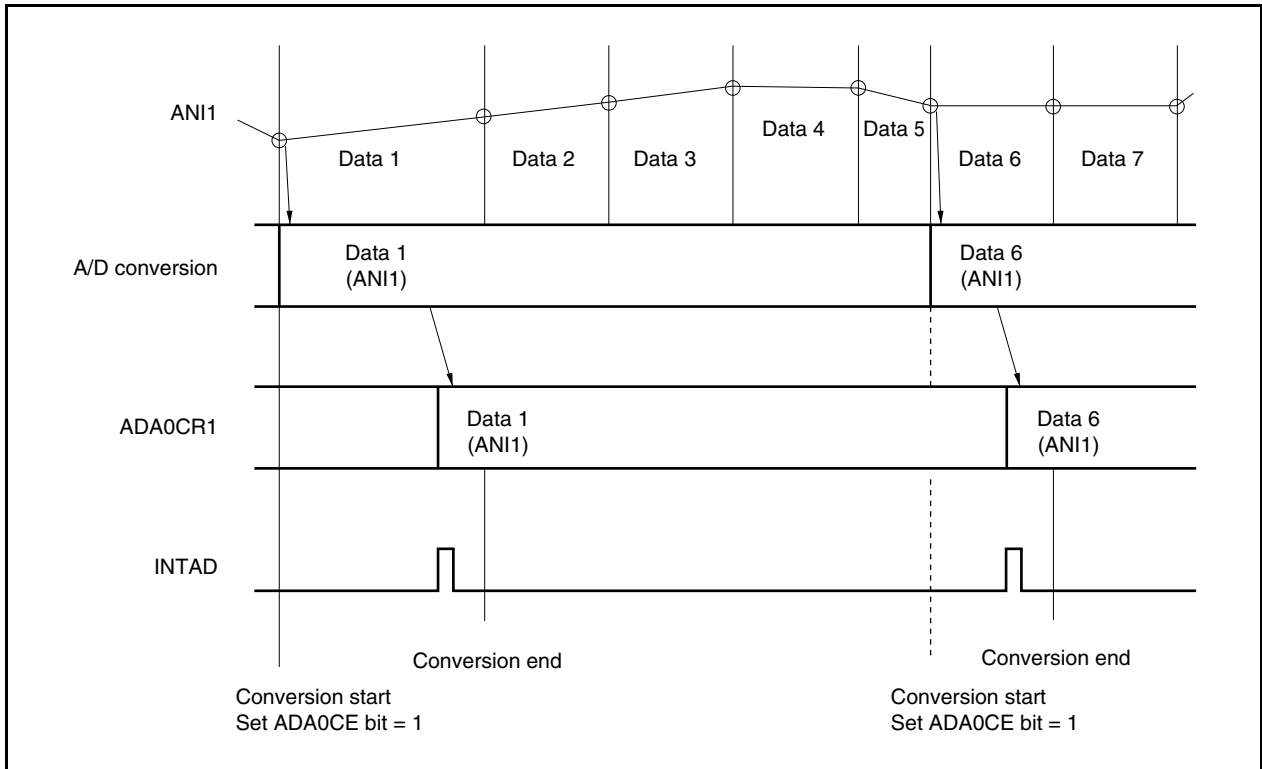 ANI1
Data 1
Data 2
Data 3
Data 4
Data 5
Data 6
Data 7
A/D conversion
Data 1
(ANI1)
Data 6
(ANI1)
ADA0CR1
Data 1
(ANI1)
Data 6
(ANI1)
INTAD
Conversion end
Conversion end
Conversion start
Set ADA0CE bit = 1
Conversion start
Set ADA0CE bit = 1